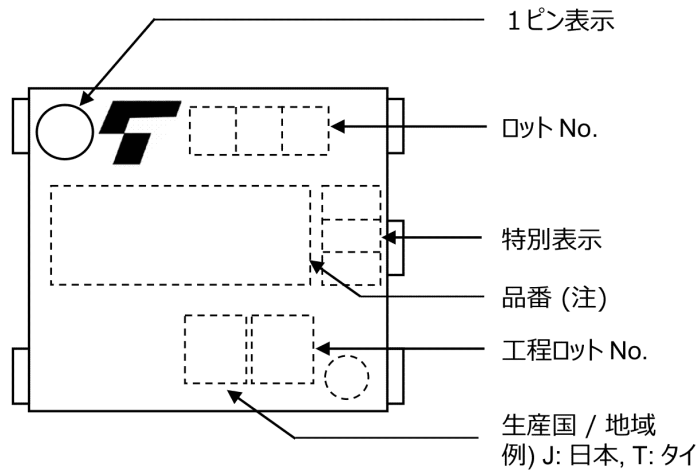 １ピン表示
ロット No.
特別表示
品番 (注)
工程ロット No.
生産国 / 地域
例) J: 日本, T: タイ